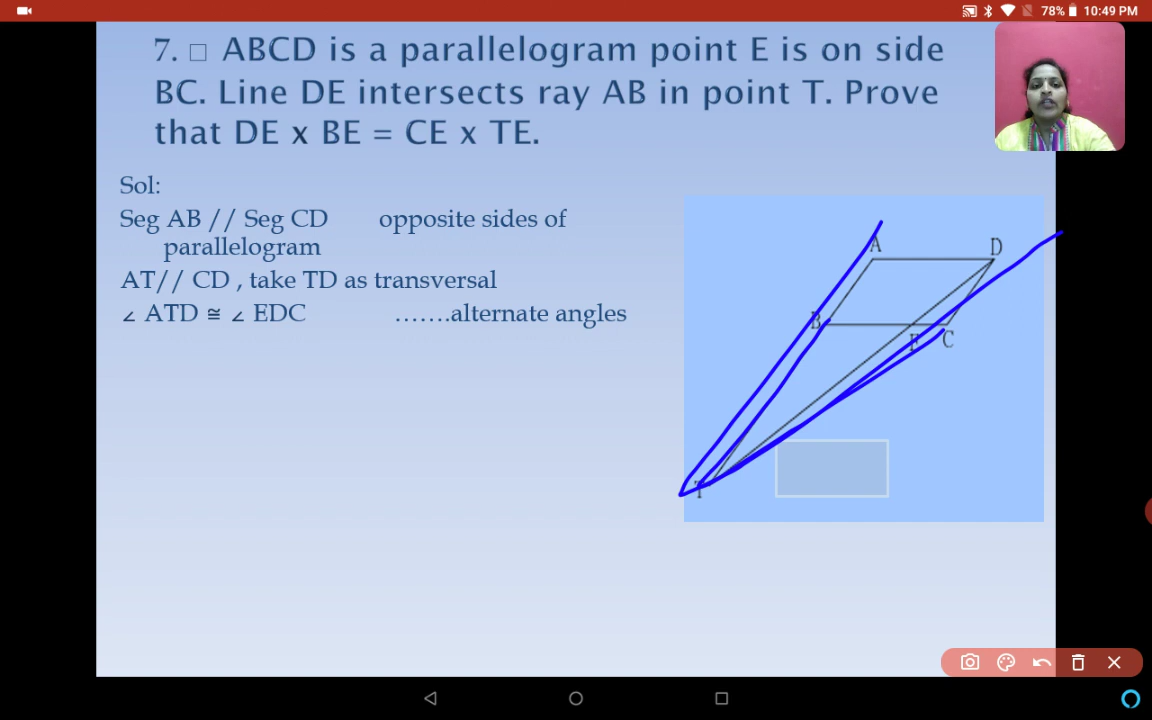 78% 10:49 PM
7. □ ABCD is a parallelogram point E is on side
BC. Line DE intersects ray AB in point T. Prove
that DE x BE = CE x TE.
Sol:
Seg AB // Seg CD opposite sides of
parallelogram
AT// CD , take TD as transversal
∠ ATD ≅ ∠ EDC .......alternate angles
A D
B
E C
T